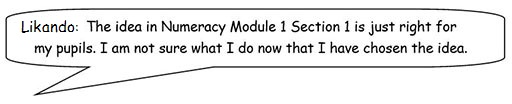 Likando: The idea in Numeracy Module 1 Section 1 is just right for
my pupils. I am not sure what I do now that I have chosen the idea.